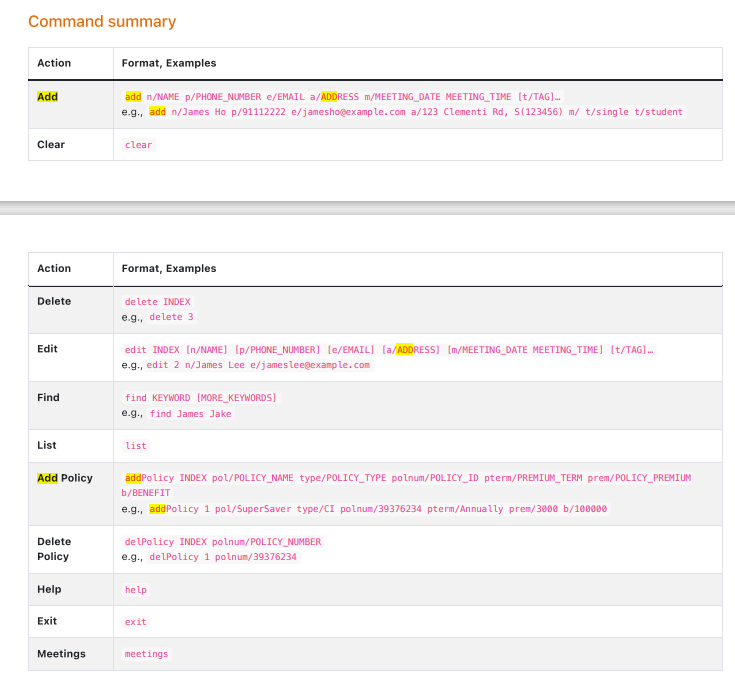 Command summary
Action Format, Examples
Add add n/NAME p/PHONE_NUMBER e/EMAIL a/ADDRESS m/MEETING_DATE MEETING_TIME [t/TAG]…
e.g., add n/James Ho p/91112222 e/jamesho@example.com a/123 Clementi Rd, S(123456) m/ t/single t/student
Clear clear
Action Format, Examples
Delete delete INDEX
e.g., delete 3
Edit edit INDEX [n/NAME] [p/PHONE_NUMBER] [e/EMAIL] [a/ADDRESS] [m/MEETING_DATE MEETING_TIME] [t/TAG]…
e.g., edit 2 n/James Lee e/jameslee@example.com
Find find KEYWORD [MORE_KEYWORDS]
e.g., find James Jake
List list
Add Policy addPolicy INDEX pol/POLICY_NAME type/POLICY_TYPE polnum/POLICY_ID pterm/PREMIUM_TERM prem/POLICY_PREMIUM
b/BENEFIT
e.g., addPolicy 1 pol/SuperSaver type/CI polnum/39376234 pterm/Annually prem/3000 b/100000
Delete delPolicy INDEX polnum/POLICY_NUMBER
Policy e.g., delPolicy 1 polnum/39376234
Help help
Exit exit
Meetings meetings